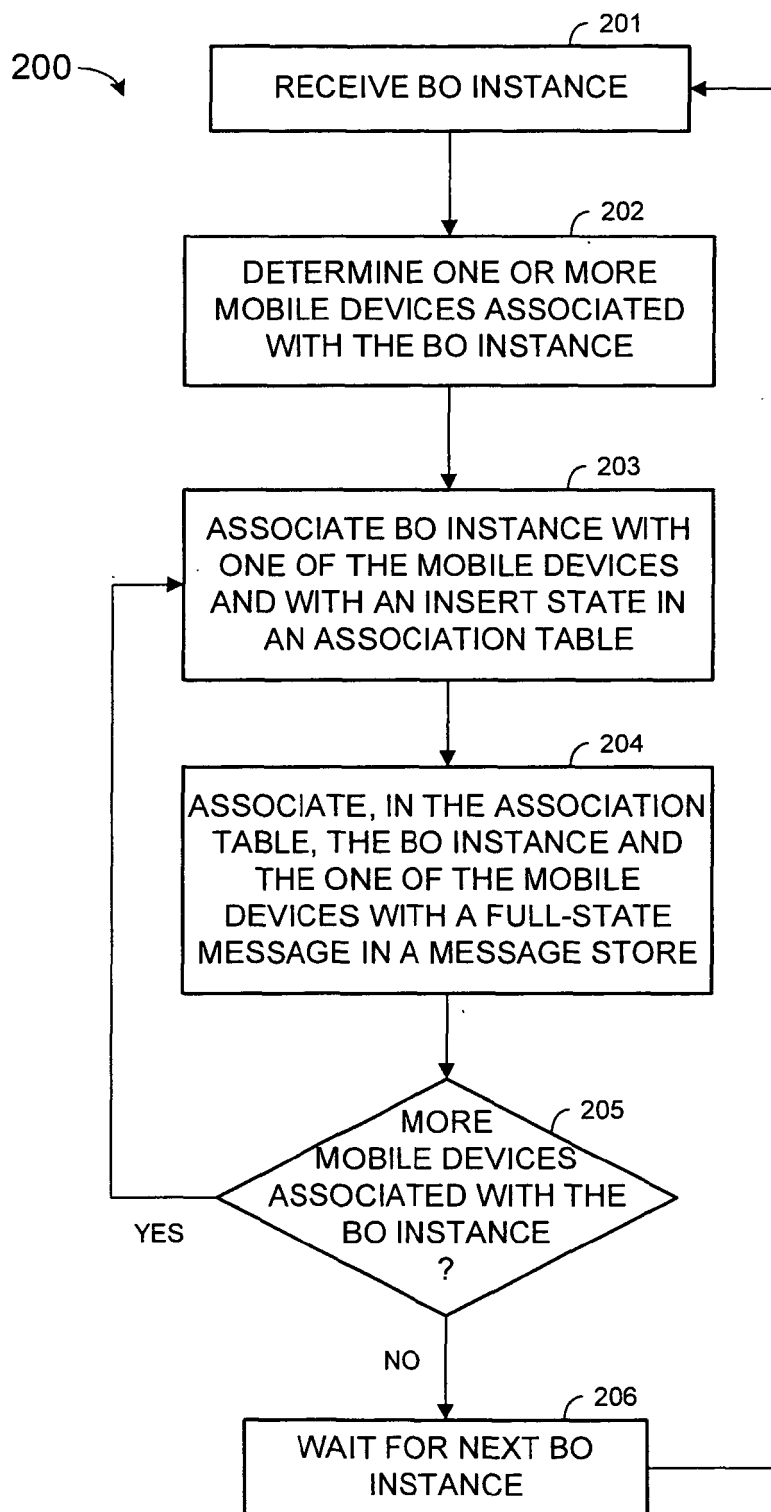 201
200
RECEIVE BO INSTANCE
202
DETERMINE ONE OR MORE
MOBILE DEVICES ASSOCIATED
WITH THE BO INSTANCE
203
ASSOCIATE BO INSTANCE WITH
ONE OF THE MOBILE DEVICES
AND WITH AN INSERT STATE IN
AN ASSOCIATION TABLE
204
ASSOCIATE, IN THE ASSOCIATION
TABLE, THE BO INSTANCE AND
THE ONE OF THE MOBILE
DEVICES WITH A FULL-STATE
MESSAGE IN A MESSAGE STORE
205
MORE
MOBILE DEVICES
ASSOCIATED WITH THE
BO INSTANCE
?
YES
NO
206
WAIT FOR NEXT BO
INSTANCE